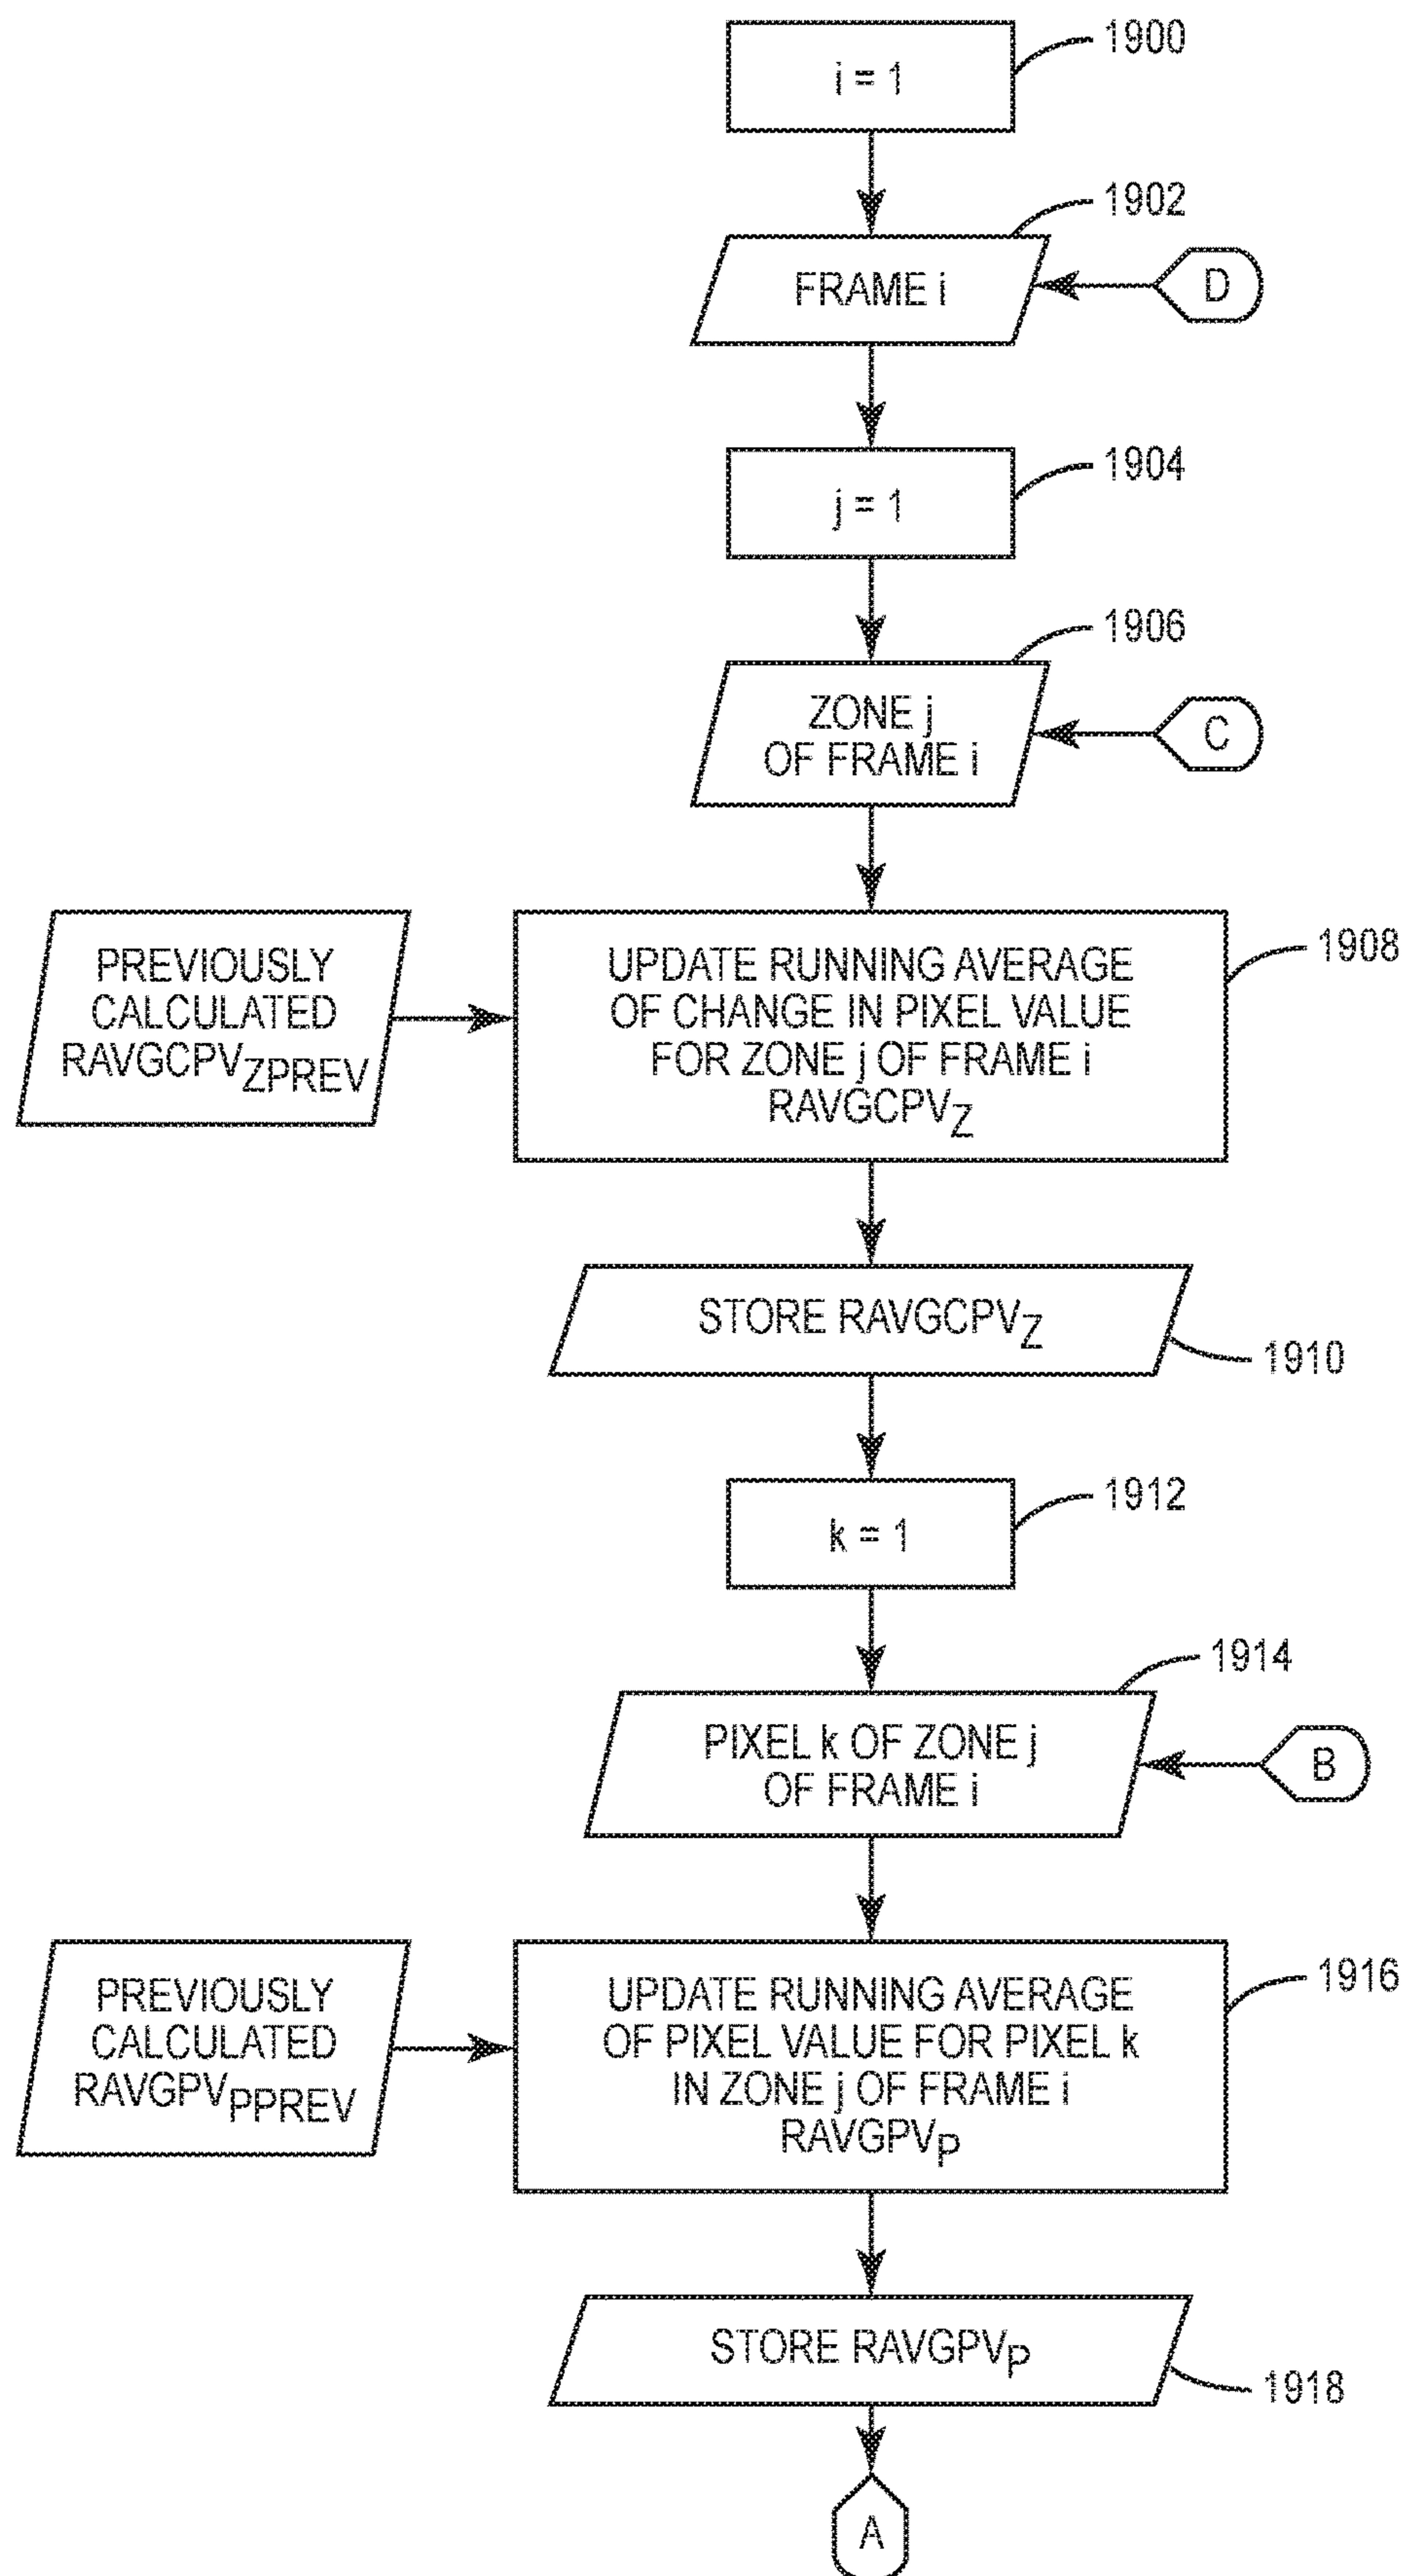 i = 1
1900
FRAME i
1902
D
j = 1
1904
ZONE j
OF FRAME i
1906
C
PREVIOUSLY
CALCULATED
RAVGCPVZPREV
UPDATE RUNNING AVERAGE
OF CHANGE IN PIXEL VALUE
FOR ZONE j OF FRAME i
RAVGCPVZ
1908
STORE RAVGCPVZ
1910
k = 1
1912
PIXEL k OF ZONE j
OF FRAME i
1914
B
PREVIOUSLY
CALCULATED
RAVGPVPPREV
UPDATE RUNNING AVERAGE
OF PIXEL VALUE FOR PIXEL k
IN ZONE j OF FRAME i
RAVGPVP
1916
STORE RAVGPVP
1918
A